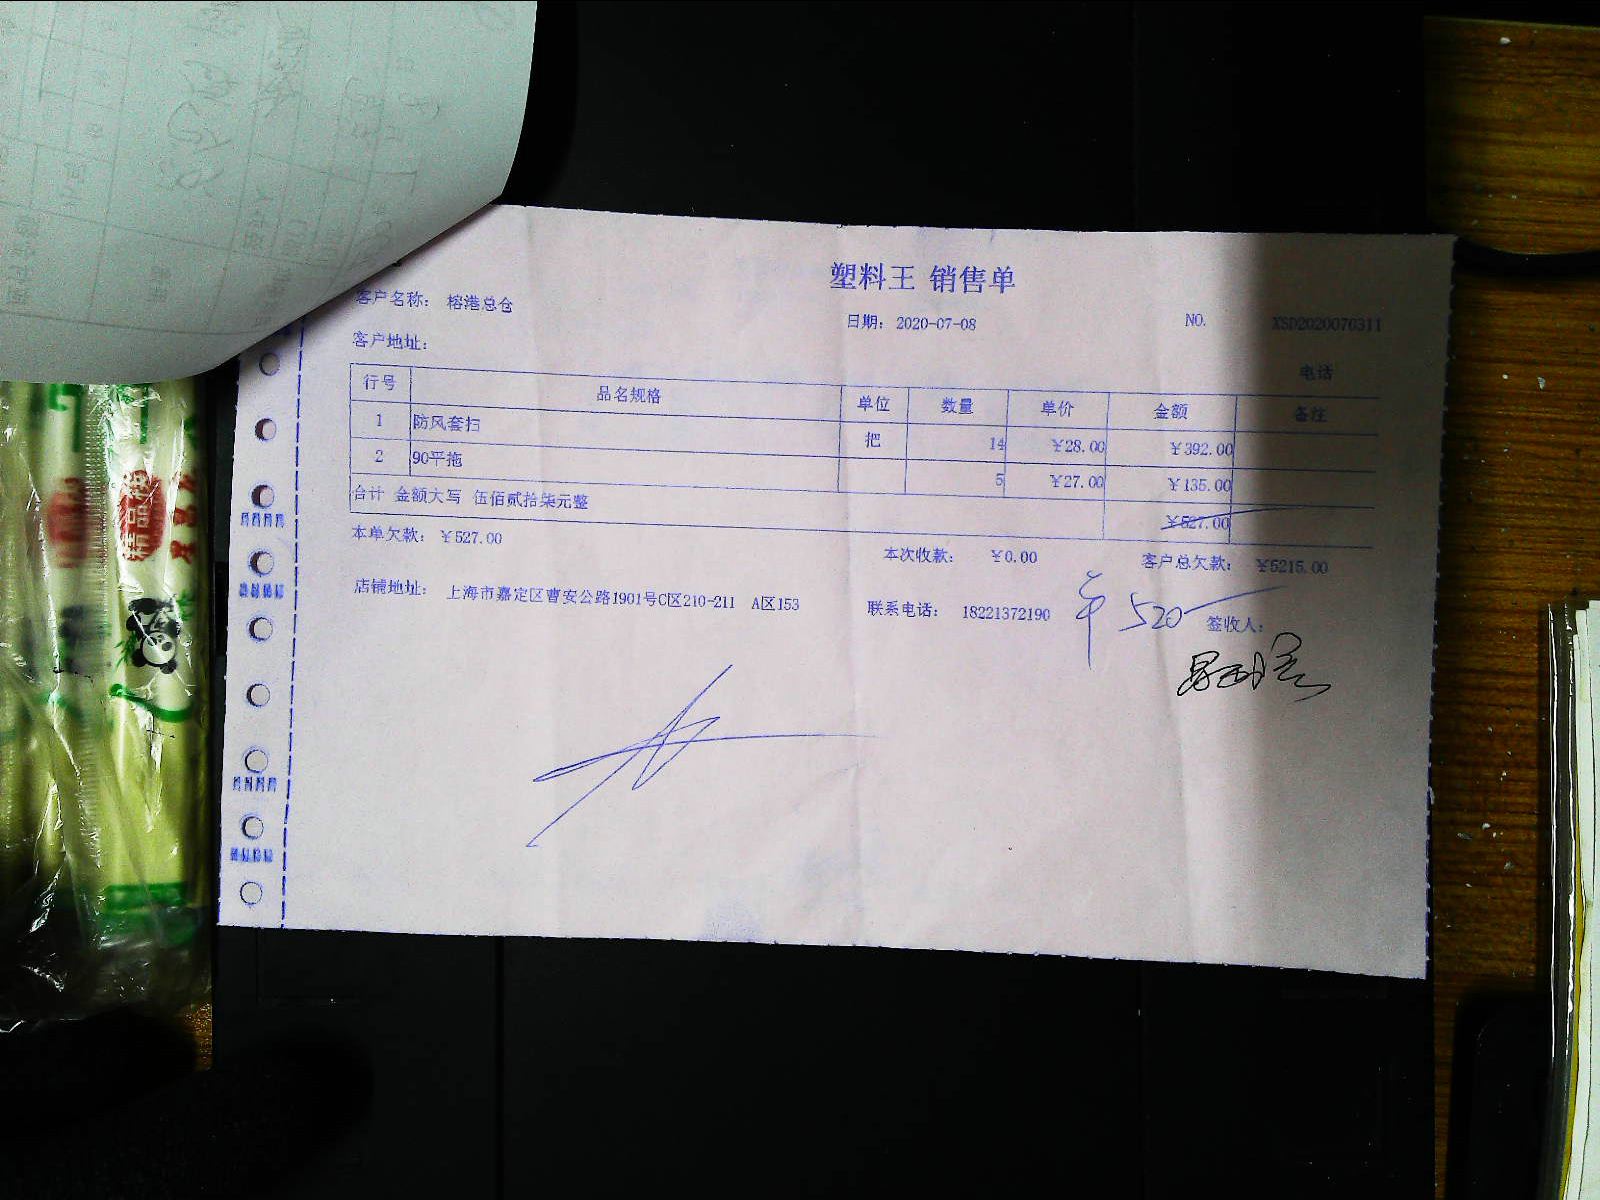 塑料王 销售单
客户名称： 榕港总仓
日期： 2020-07-08 NO. XSD2020070311
客户地址： 电话
行号 品名规格 单位 数量 单价 金额 备注
1 防风套扫 把 14 ￥28.00 ￥392.00
2 90平拖 5 ￥27.00 ￥135.00
合计 金额大写 伍佰贰拾柒元整 ￥527.00
本单欠款： ￥527.00 本次收款： ￥0.00 客户总欠款： ￥5215.00
店铺地址： 上海市嘉定区曹安公路1901号C区210-211 A区153 联系电话： 18221372190 520 签收人：
精品筷